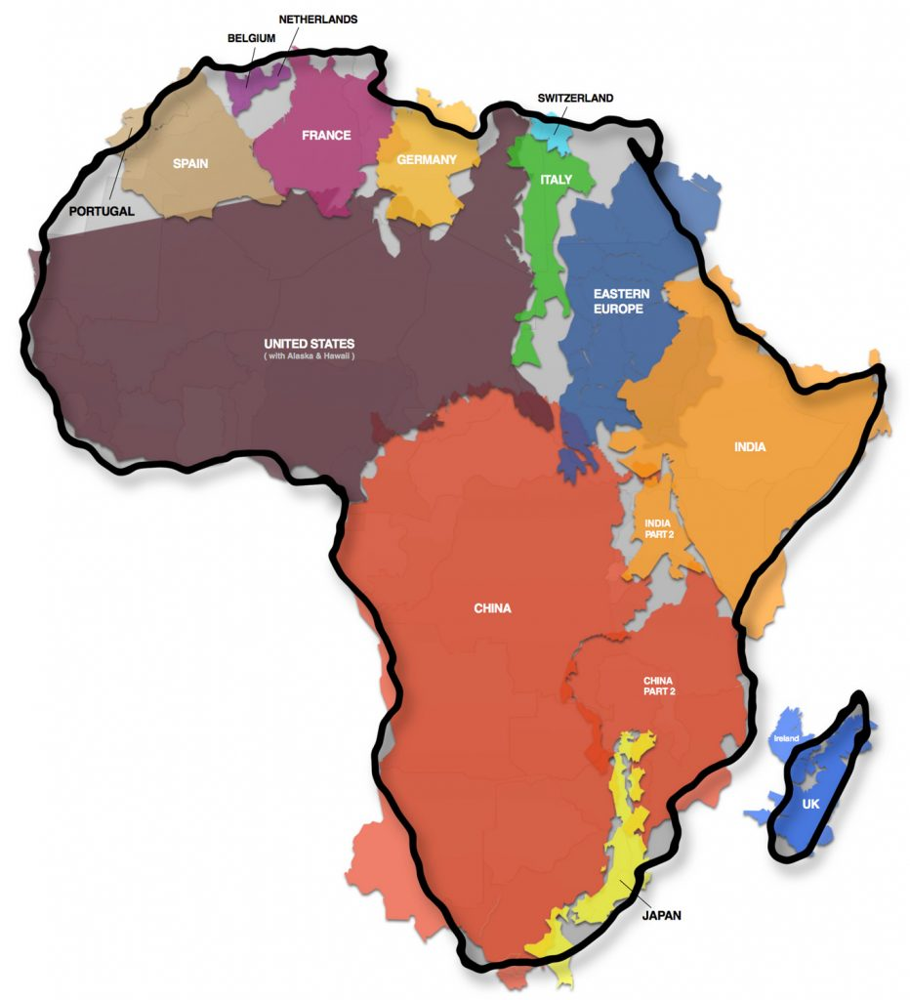 NETHERLANDS
BELGIUM
SWITZERLAND
FRANCE
GERMANY
SPAIN
ITALY
PORTUGAL
EASTERN
EUROPE
UNITED STATES
( with Alaska & Hawaii )
INDIA
INDIA
PART 2
CHINA
CHINA
PART 2
Ireland
UK
JAPAN